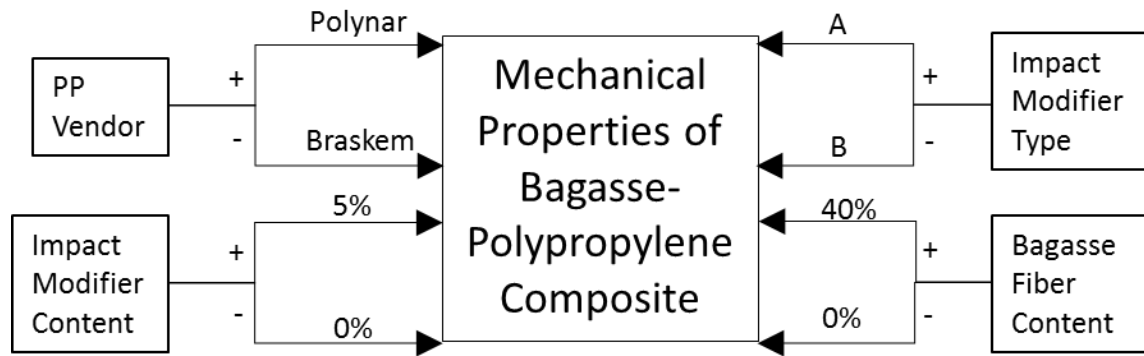 Polynar
PP
Vendor
+
-
Braskem
Impact
Modifier
Content
5%
+
-
0%
Mechanical
Properties of
Bagasse-
Polypropylene
Composite
A
+
-
B
Impact
Modifier
Type
40%
+
-
0%
Bagasse
Fiber
Content